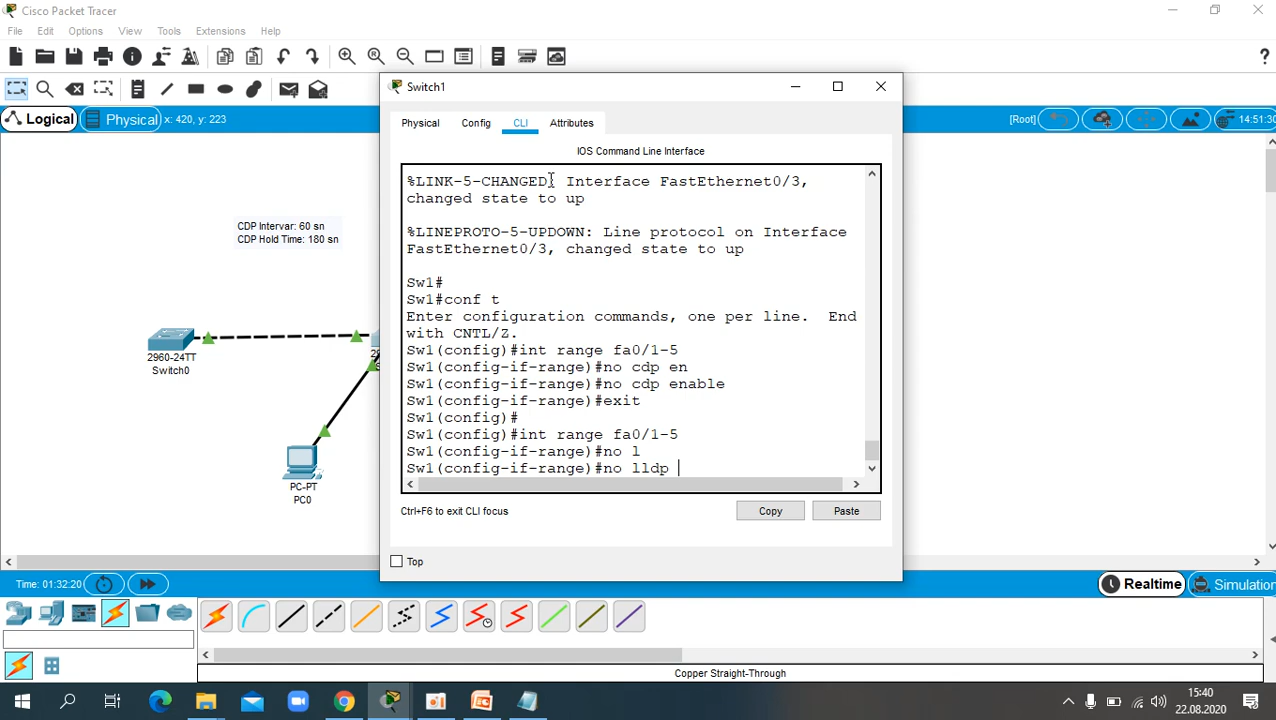 Cisco Packet Tracer
File Edit Options View Tools Extensions Help
Logical
Physical x: 420, y: 223
[Root]
14:51:30
CDP Intervar: 60 sn
CDP Hold Time: 180 sn
2960-24TT
Switch0
PC-PT
PC0
Switch1
Physical Config CLI Attributes
IOS Command Line Interface
%LINK-5-CHANGED: Interface FastEthernet0/3,
changed state to up
%LINEPROTO-5-UPDOWN: Line protocol on Interface
FastEthernet0/3, changed state to up
Sw1#
Sw1#conf t
Enter configuration commands, one per line. End
with CNTL/Z.
Sw1(config)#int range fa0/1-5
Sw1(config-if-range)#no cdp en
Sw1(config-if-range)#no cdp enable
Sw1(config-if-range)#exit
Sw1(config)#
Sw1(config)#int range fa0/1-5
Sw1(config-if-range)#no l
Sw1(config-if-range)#no lldp
Ctrl+F6 to exit CLI focus
Copy
Paste
Top
Time: 01:32:20
Realtime
Simulation
Copper Straight-Through
15:40
22.08.2020